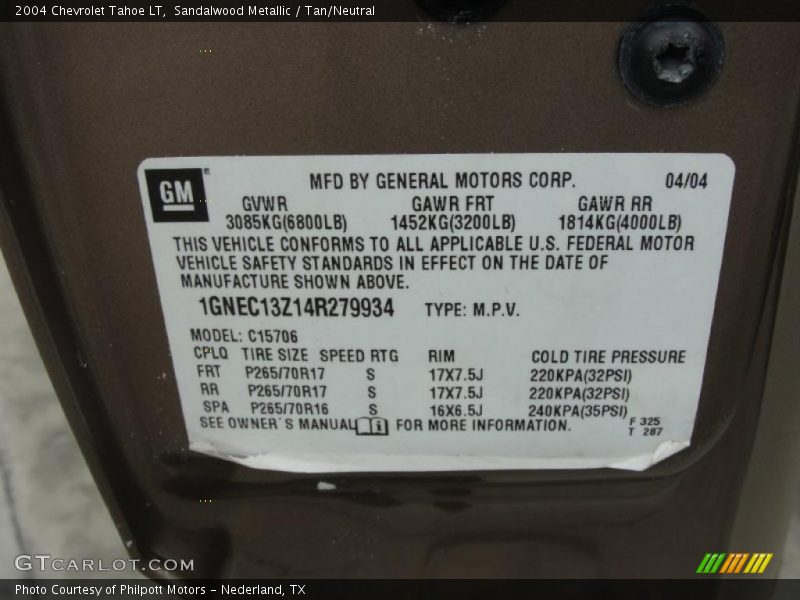 2004 Chevrolet Tahoe LT, Sandalwood Metallic / Tan/Neutral
GM
MFD BY GENERAL MOTORS CORP. 04/04
GVWR GAWR FRT GAWR RR
3085KG(6800LB) 1452KG(3200LB) 1814KG(4000LB)
THIS VEHICLE CONFORMS TO ALL APPLICABLE U.S. FEDERAL MOTOR
VEHICLE SAFETY STANDARDS IN EFFECT ON THE DATE OF
MANUFACTURE SHOWN ABOVE.
1GNEC13Z14R279934 TYPE: M.P.V.
MODEL: C15706
CPLQ TIRE SIZE SPEED RTG RIM COLD TIRE PRESSURE
FRT P265/70R17 S 17X7.5J 220KPA(32PSI)
RR P265/70R17 S 17X7.5J 220KPA(32PSI)
SPA P265/70R16 S 16X6.5J 240KPA(35PSI)
SEE OWNER'S MANUAL FOR MORE INFORMATION.
F 325
T 287
GTCARLOT.COM
Photo Courtesy of Philpott Motors - Nederland, TX